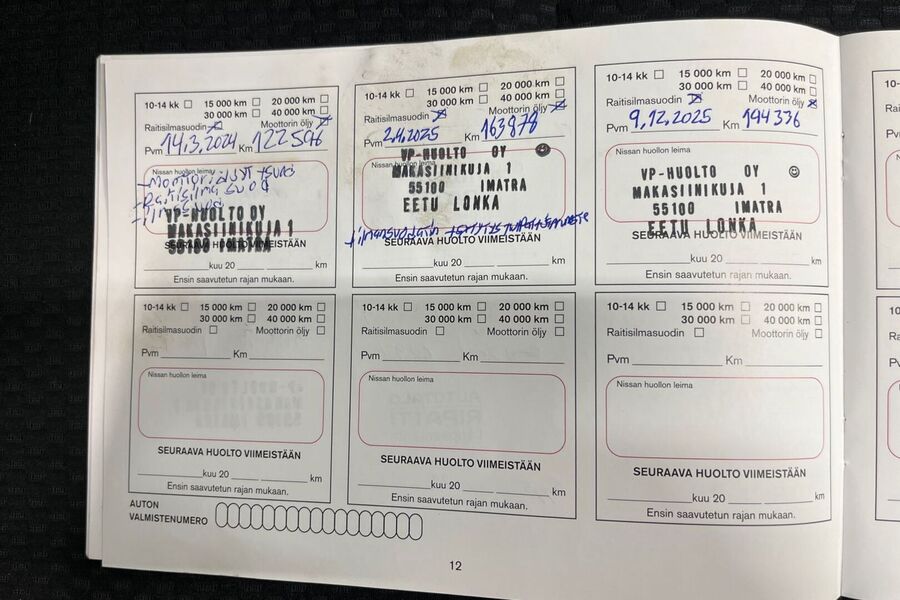 10-14 kk ☐ 15 000 km ☐ 20 000 km ☐
30 000 km ☐ 40 000 km ☐
Raitisilmasuodin ☒ Moottorin öljy ☒
Pvm 14.3.2024 Km 122 546
Nissan huollon leima
VP-HUOLTO OY
MAKASIINIKUJA 1
55100 IMATRA
SEURAAVA HUOLTO VIIMEISTÄÄN
kuu 20 km
Ensin saavutetun rajan mukaan.
10-14 kk ☐ 15 000 km ☐ 20 000 km ☐
30 000 km ☐ 40 000 km ☐
Raitisilmasuodin ☒ Moottorin öljy ☒
Pvm 2.4.2025 Km 163878
Nissan huollon leima
VP-HUOLTO OY
MAKASIINIKUJA 1
55100 IMATRA
EETU LONKA
SEURAAVA HUOLTO VIIMEISTÄÄN
kuu 20 km
Ensin saavutetun rajan mukaan.
10-14 kk ☐ 15 000 km ☐ 20 000 km ☐
30 000 km ☐ 40 000 km ☐
Raitisilmasuodin ☒ Moottorin öljy ☒
Pvm 9.12.2025 Km 194336
Nissan huollon leima
VP-HUOLTO OY
MAKASIINIKUJA 1
55100 IMATRA
EETU LONKA
SEURAAVA HUOLTO VIIMEISTÄÄN
kuu 20 km
Ensin saavutetun rajan mukaan.
10-14 kk ☐ 15 000 km ☐ 20 000 km ☐
30 000 km ☐ 40 000 km ☐
Raitisilmasuodin ☐ Moottorin öljy ☐
Pvm Km
Nissan huollon leima
SEURAAVA HUOLTO VIIMEISTÄÄN
kuu 20 km
Ensin saavutetun rajan mukaan.
10-14 kk ☐ 15 000 km ☐ 20 000 km ☐
30 000 km ☐ 40 000 km ☐
Raitisilmasuodin ☐ Moottorin öljy ☐
Pvm Km
Nissan huollon leima
SEURAAVA HUOLTO VIIMEISTÄÄN
kuu 20 km
Ensin saavutetun rajan mukaan.
10-14 kk ☐ 15 000 km ☐ 20 000 km ☐
30 000 km ☐ 40 000 km ☐
Raitisilmasuodin ☐ Moottorin öljy ☐
Pvm Km
Nissan huollon leima
SEURAAVA HUOLTO VIIMEISTÄÄN
kuu 20 km
Ensin saavutetun rajan mukaan.
AUTON
VALMISTENUMERO
12